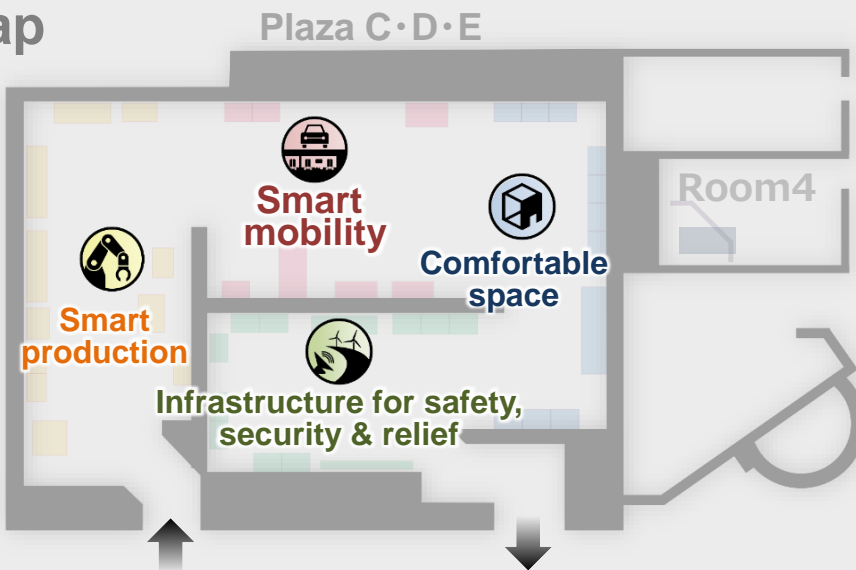 ap
Plaza C・D・E
Room4
Smart
mobility
Comfortable
space
Smart
production
Infrastructure for safety,
security & relief